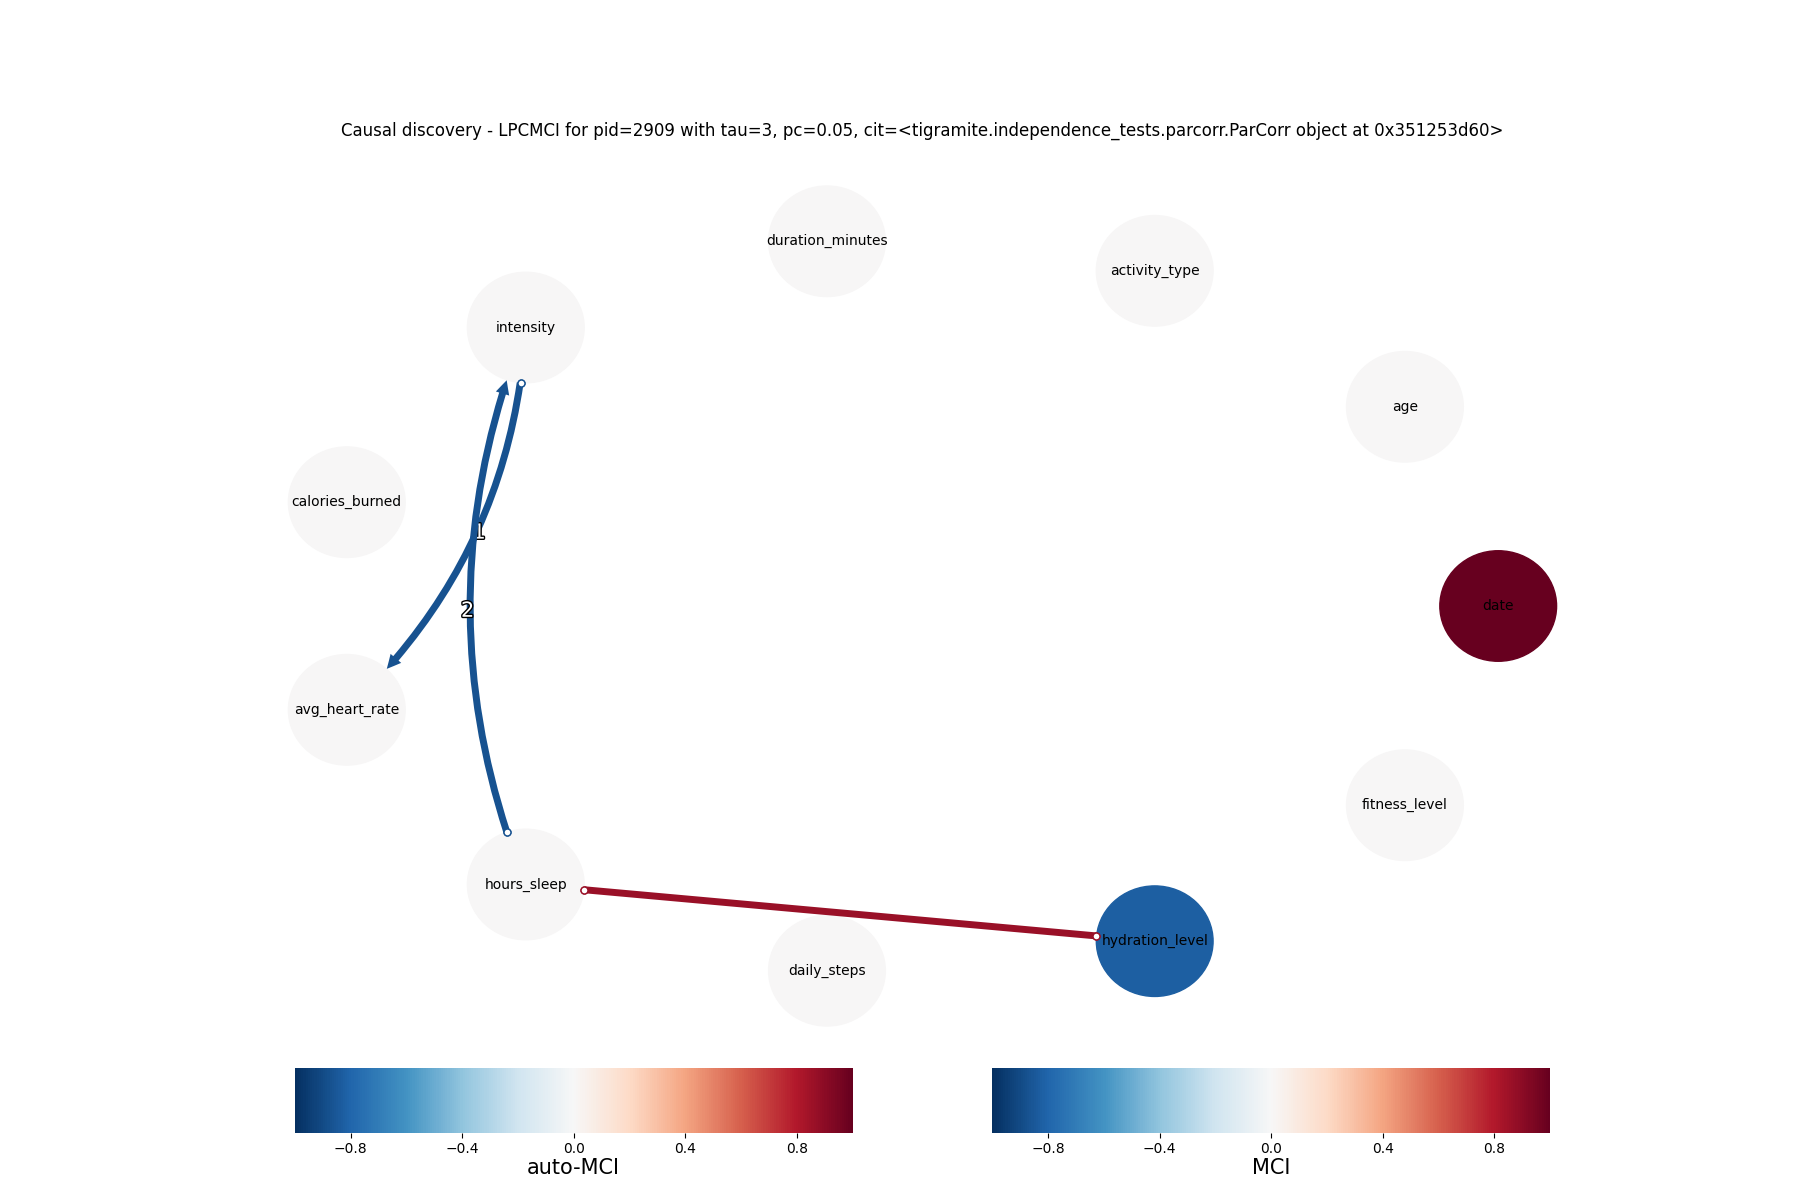 Causal discovery - LPCMCI for pid=2909 with tau=3, pc=0.05, cit=<tigramite.independence_tests.parcorr.ParCorr object at 0x351253d60>
duration_minutes
activity_type
intensity
age
calories_burned
1
date
2
avg_heart_rate
fitness_level
hours_sleep
hydration_level
daily_steps
−0.8 −0.4 0.0 0.4 0.8
auto-MCI
−0.8 −0.4 0.0 0.4 0.8
MCI